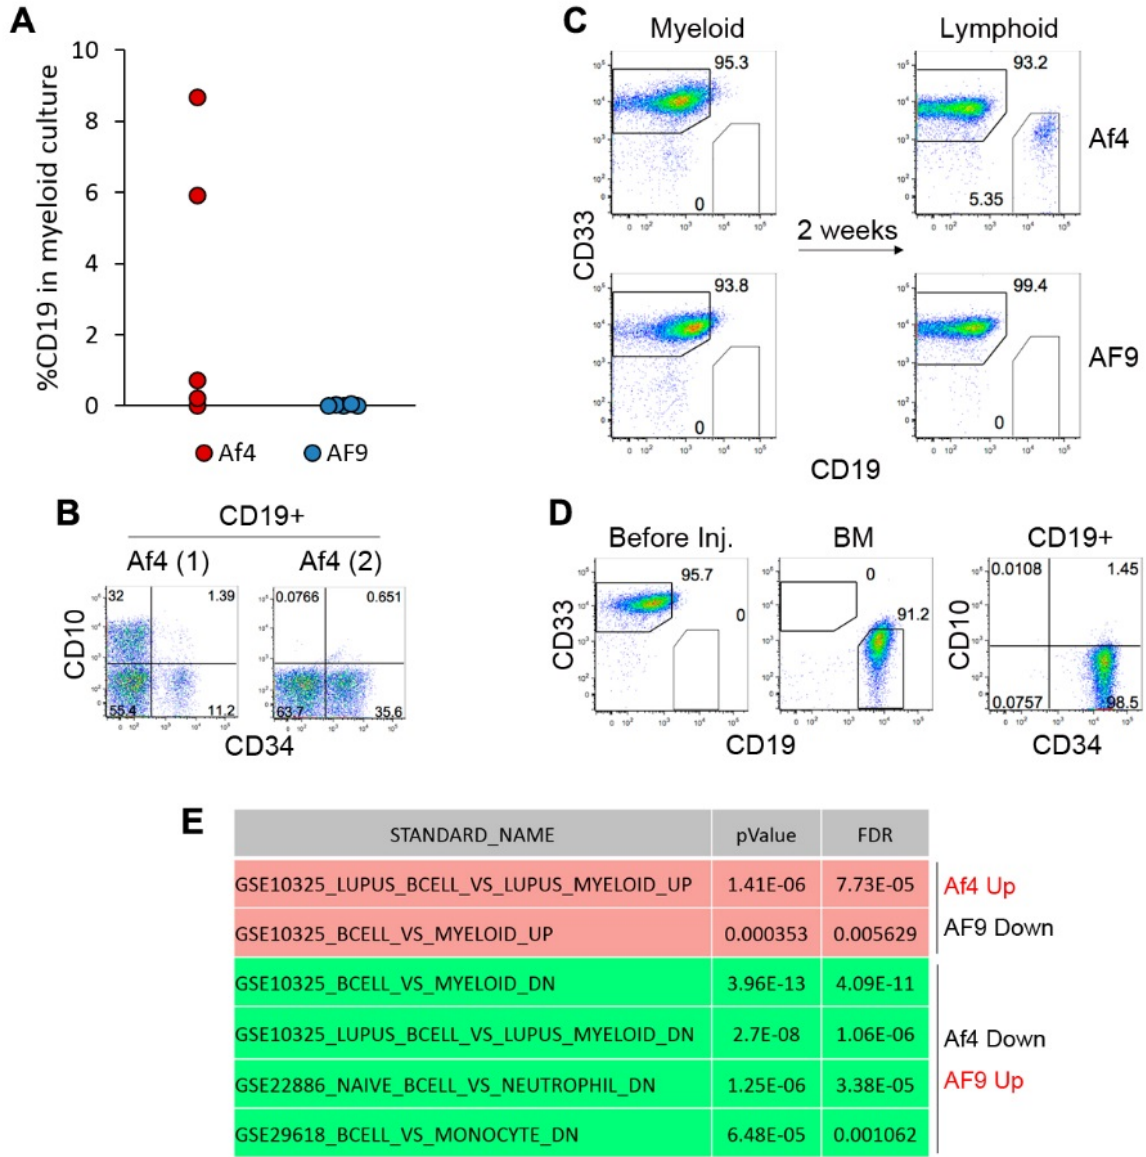 A
%CD19 in myeloid culture
10
8
6
4
2
0
Af4
AF9
C
Myeloid
Lymphoid
95.3
0
93.2
5.35
Af4
CD33
2 weeks
93.8
0
99.4
0
AF9
CD19
B
CD19+
Af4 (1)
Af4 (2)
CD10
32
1.39
55.4
11.2
0.0766
0.651
63.7
35.6
CD34
D
Before Inj.
BM
CD19+
CD33
95.7
0
0
91.2
CD19
CD10
0.0108
1.45
0.0757
98.5
CD34
E
STANDARD_NAME pValue FDR
GSE10325_LUPUS_BCELL_VS_LUPUS_MYELOID_UP 1.41E-06 7.73E-05
GSE10325_BCELL_VS_MYELOID_UP 0.000353 0.005629
Af4 Up
AF9 Down
GSE10325_BCELL_VS_MYELOID_DN 3.96E-13 4.09E-11
GSE10325_LUPUS_BCELL_VS_LUPUS_MYELOID_DN 2.7E-08 1.06E-06
GSE22886_NAIVE_BCELL_VS_NEUTROPHIL_DN 1.25E-06 3.38E-05
GSE29618_BCELL_VS_MONOCYTE_DN 6.48E-05 0.001062
Af4 Down
AF9 Up